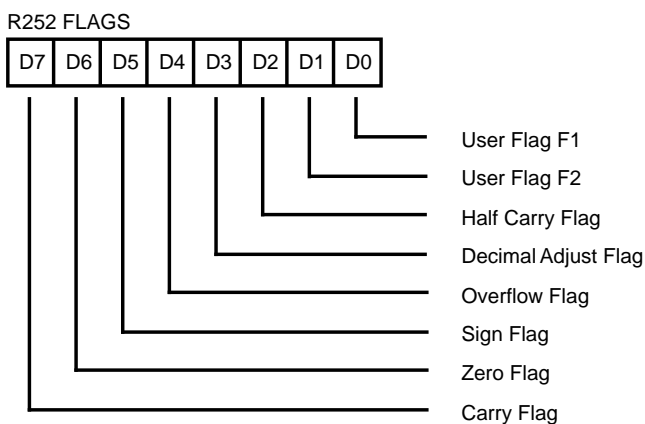 R252 FLAGS
D7 D6 D5 D4 D3 D2 D1 D0
User Flag F1
User Flag F2
Half Carry Flag
Decimal Adjust Flag
Overflow Flag
Sign Flag
Zero Flag
Carry Flag